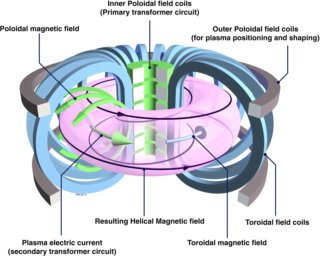 Inner Poloidal field coils
(Primary transformer circuit)
Poloidal magnetic field
Outer Poloidal field coils
(for plasma positioning and shaping)
Resulting Helical Magnetic field
Toroidal field coils
Plasma electric current
(secondary transformer circuit)
Toroidal magnetic field